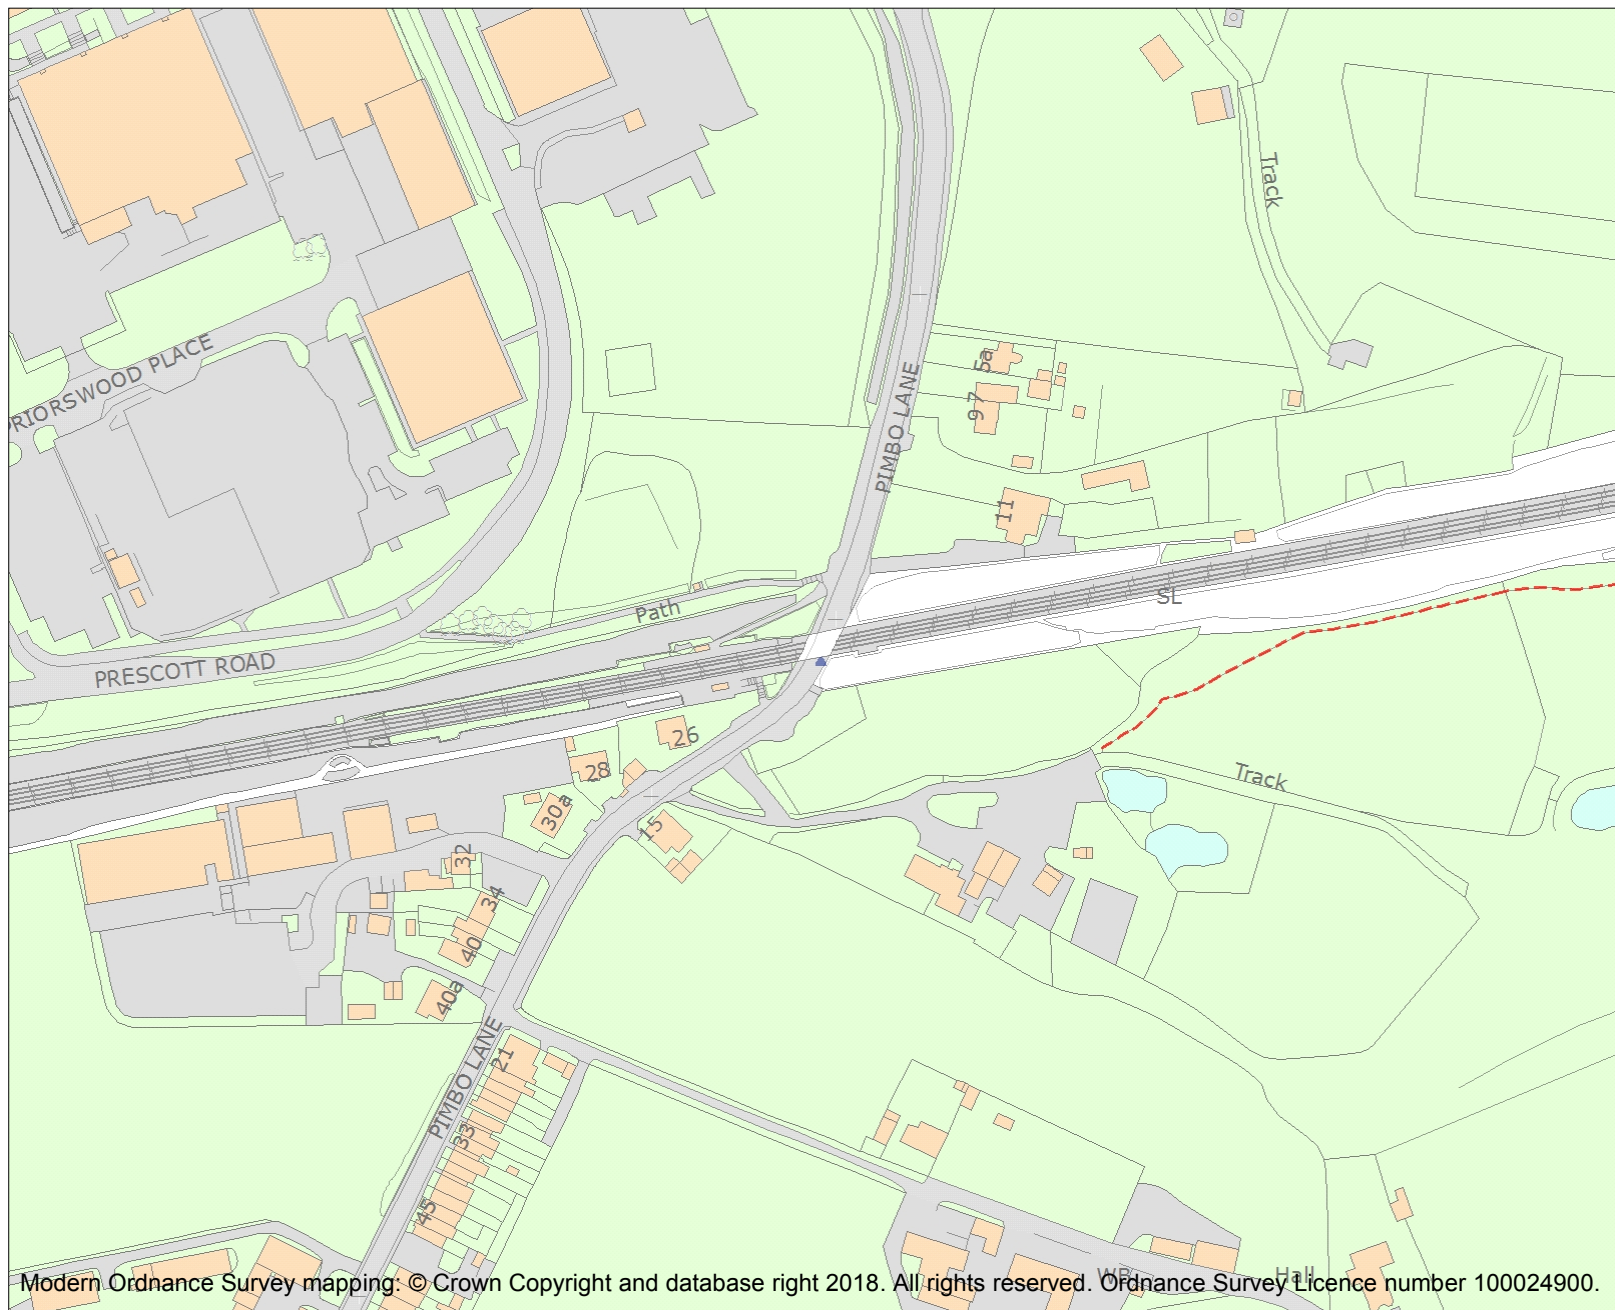 Track
PRIORSWOOD PLACE
5a
9 7
PIMBO LANE
11
Path
SL
PRESCOTT ROAD
26
28
Track
30a
15
32
34
40
40a
PIMBO LANE
21
33
45
WB
Hall
Modern Ordnance Survey mapping: © Crown Copyright and database right 2018. All rights reserved. Ordnance Survey Licence number 100024900.